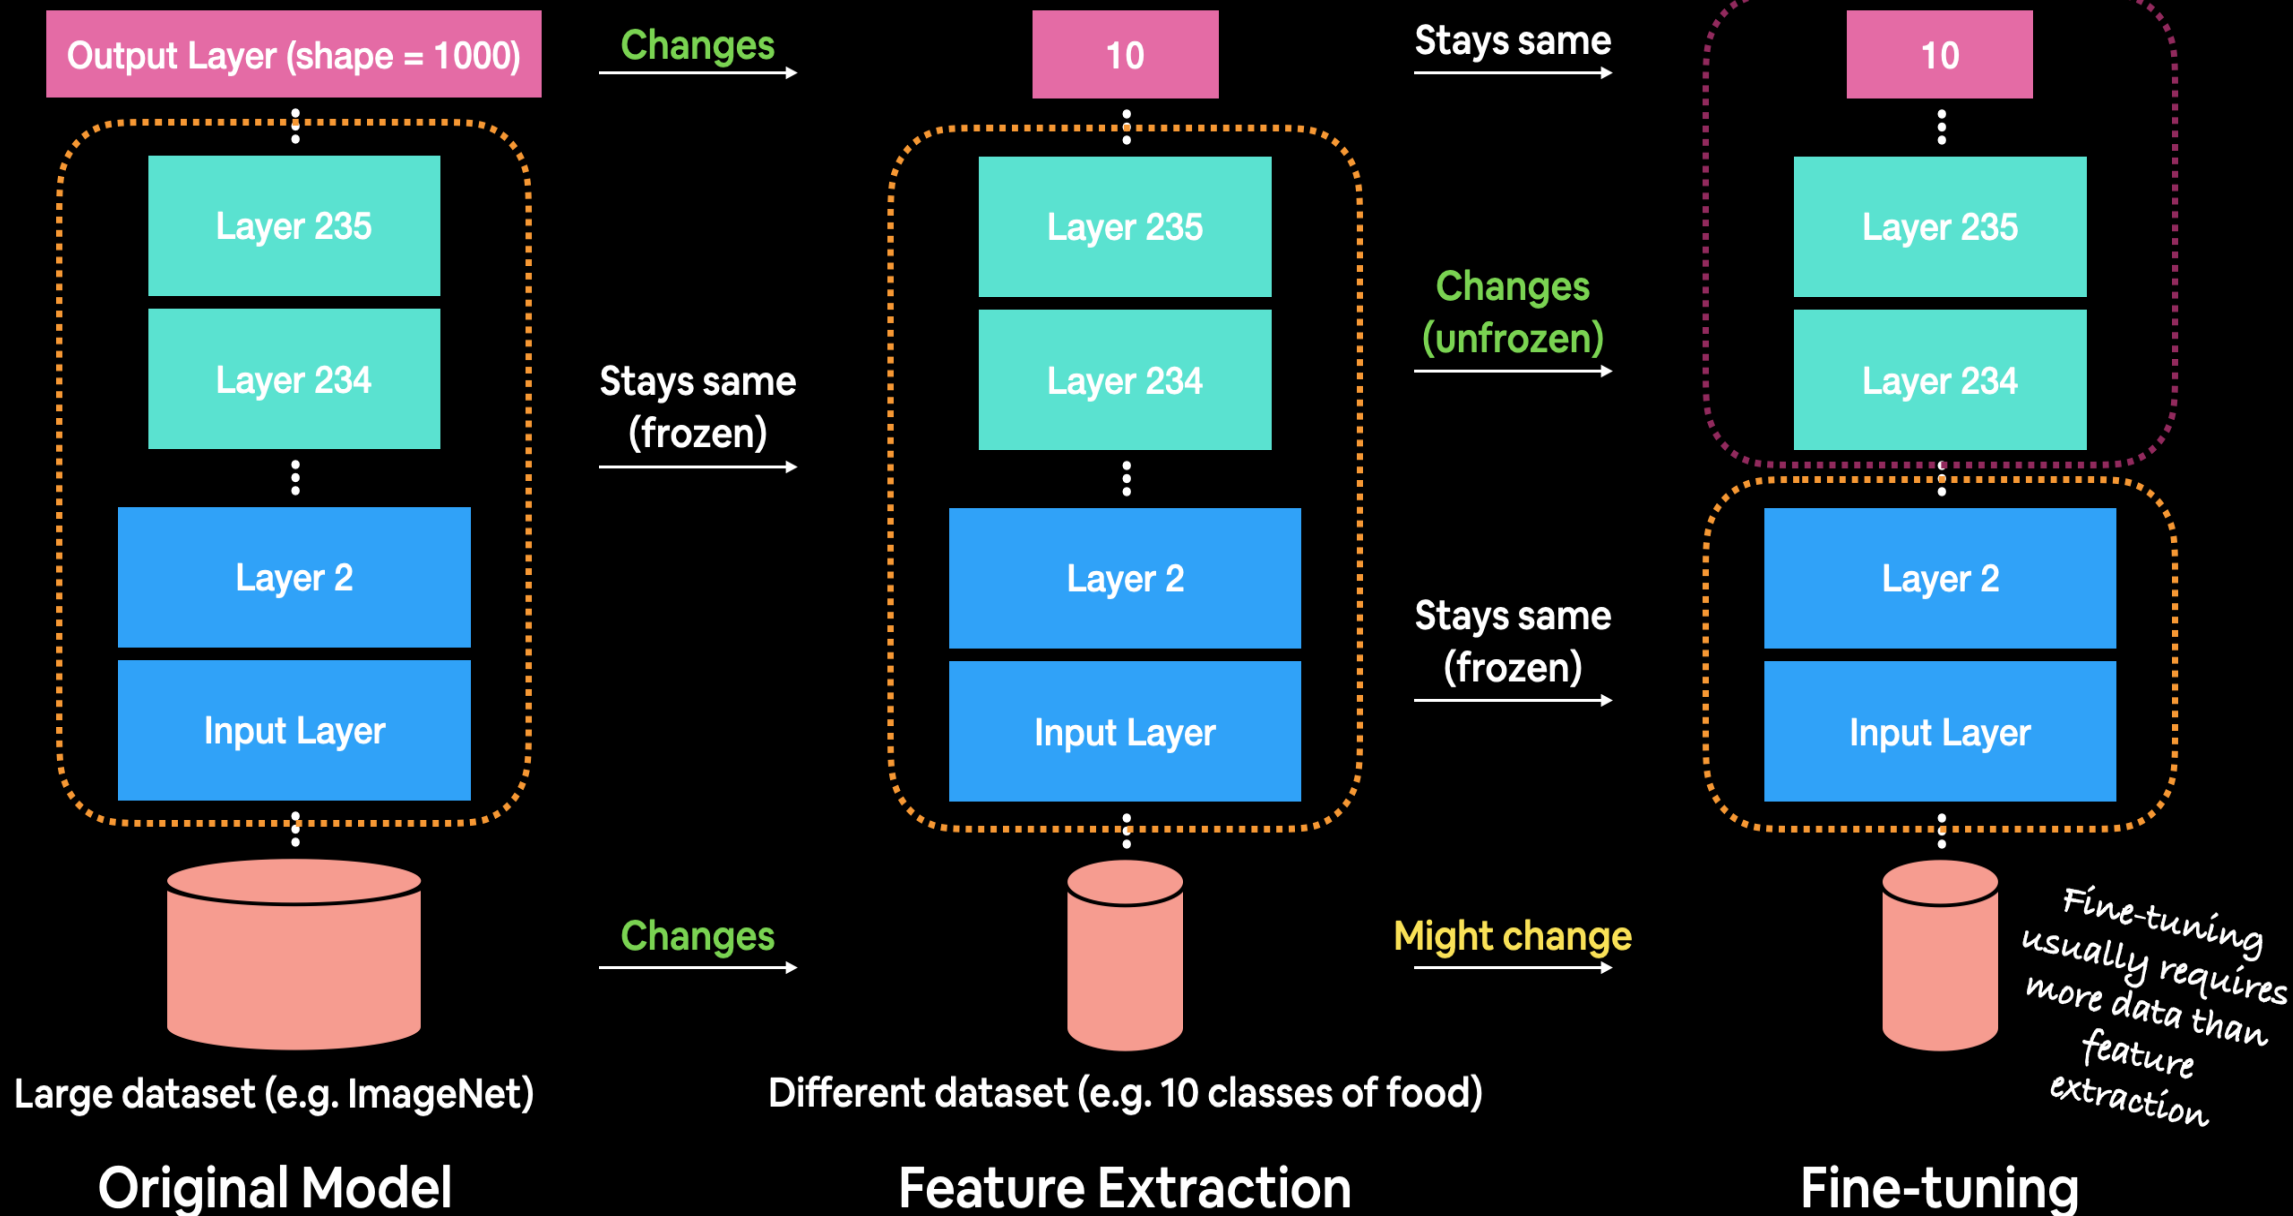 Output Layer (shape = 1000)
Changes
10
Stays same
10
Layer 235
Layer 235
Layer 235
Changes
(unfrozen)
Layer 234
Stays same
(frozen)
Layer 234
Layer 234
Layer 2
Layer 2
Stays same
(frozen)
Layer 2
Input Layer
Input Layer
Input Layer
Changes
Might change
Fine-tuning
usually requires
more data than
feature
extraction
Large dataset (e.g. ImageNet)
Different dataset (e.g. 10 classes of food)
Original Model
Feature Extraction
Fine-tuning